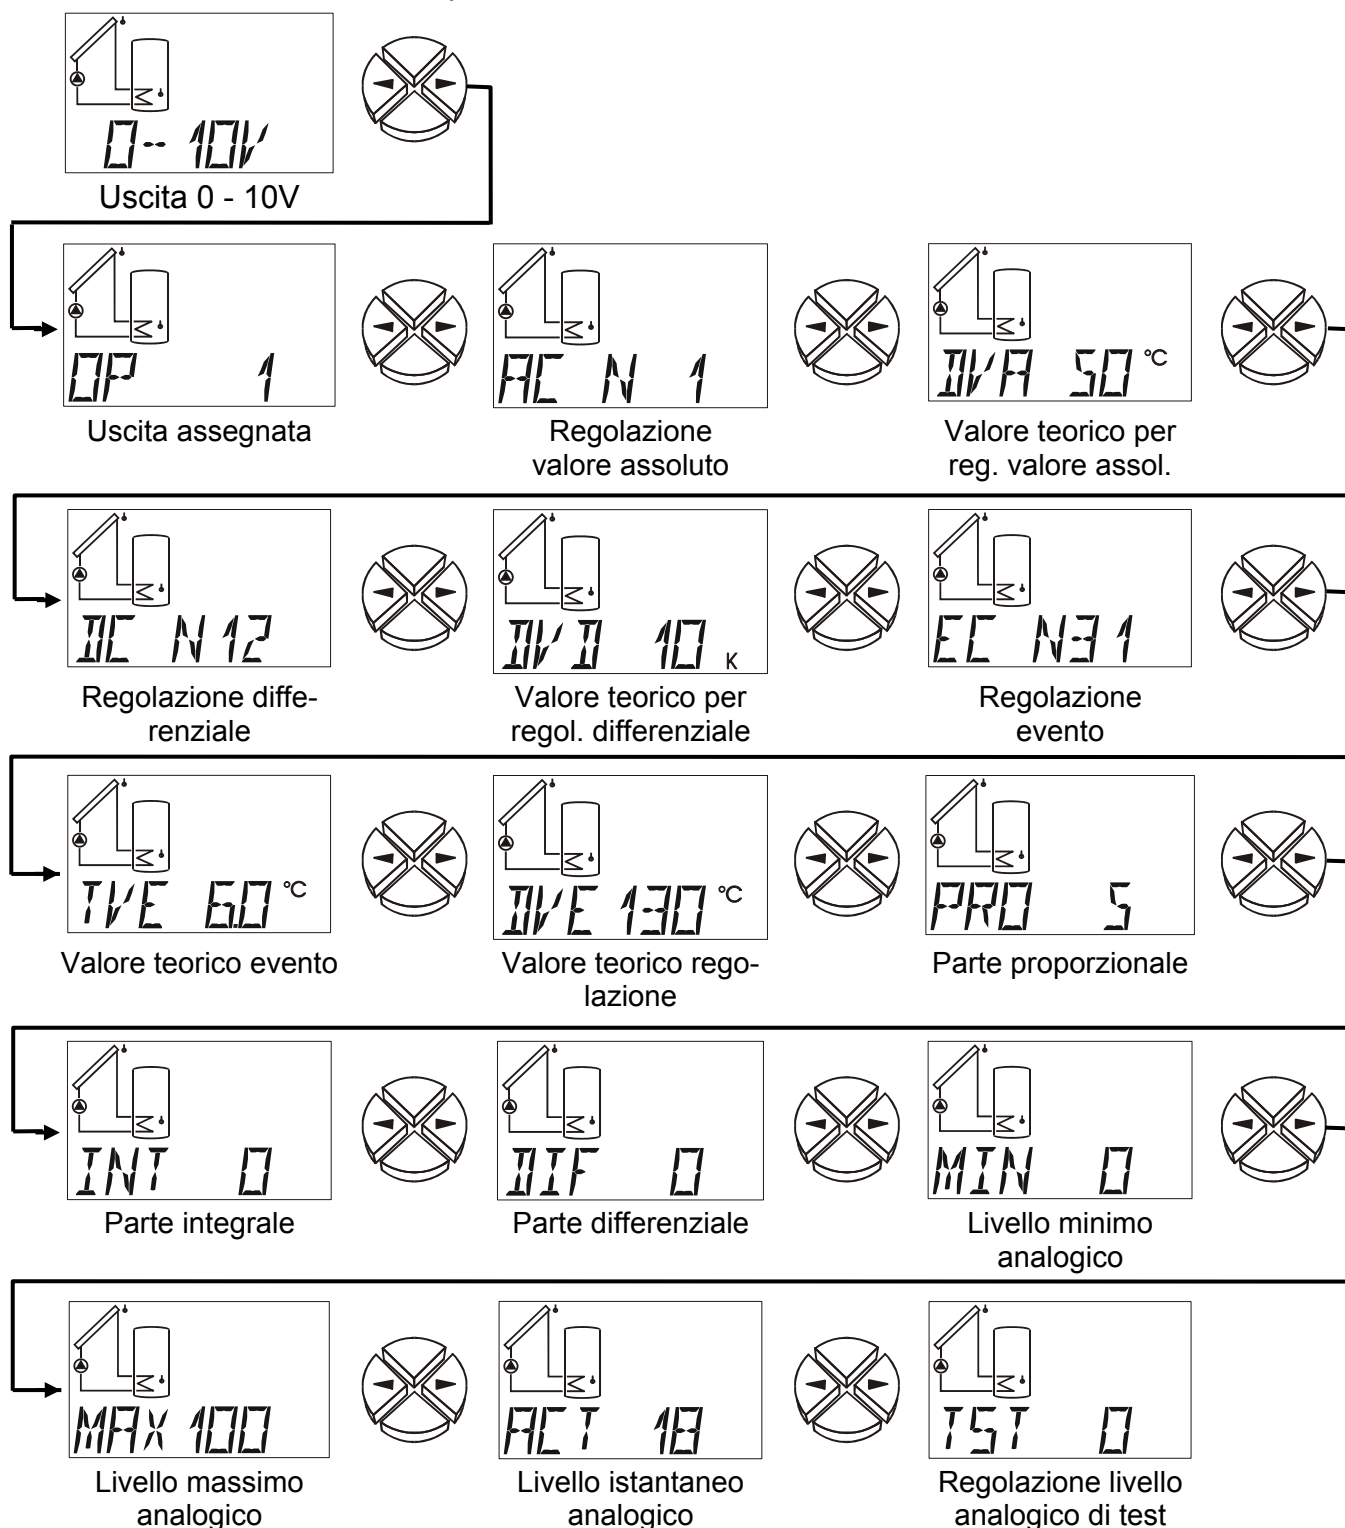 0-10V
Uscita 0 - 10V
OP 1
AC N 1
DVA 50 °C
Uscita assegnata
Regolazione
valore assoluto
Valore teorico per
reg. valore assol.
DC N12
DVD 10 K
EC N31
Regolazione diffe-
renziale
Valore teorico per
regol. differenziale
Regolazione
evento
TVE 60 °C
DVE 130 °C
PRO 5
Valore teorico evento
Valore teorico rego-
lazione
Parte proporzionale
INT 0
DIF 0
MIN 0
Parte integrale
Parte differenziale
Livello minimo
analogico
MAX 100
ACT 18
TST 0
Livello massimo
analogico
Livello istantaneo
analogico
Regolazione livello
analogico di test